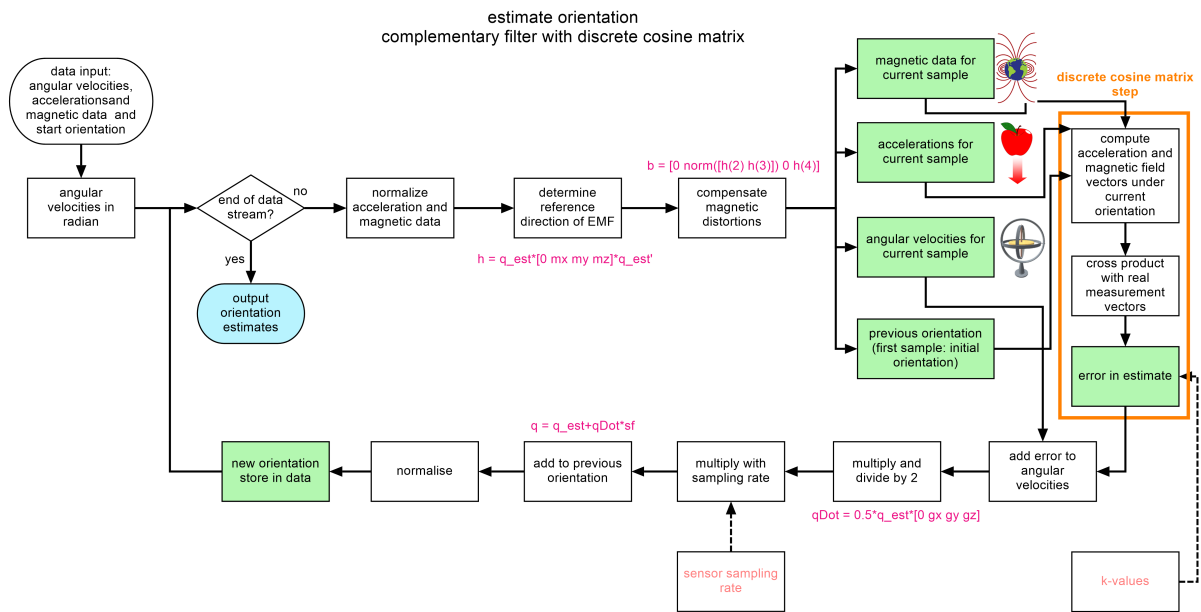 estimate orientation
complementary filter with discrete cosine matrix
data input:
angular velocities,
accelerationsand
magnetic data and
start orientation
angular
velocities in
radian
end of data
stream?
no
yes
output
orientation
estimates
normalize
acceleration and
magnetic data
determine
reference
direction of EMF
h = q_est*[0 mx my mz]*q_est'
b = [0 norm([h(2) h(3)]) 0 h(4)]
compensate
magnetic
distortions
magnetic data for
current sample
accelerations for
current sample
angular velocities for
current sample
previous orientation
(first sample: initial
orientation)
discrete cosine matrix
step
compute
acceleration and
magnetic field
vectors under
current
orientation
cross product
with real
measurement
vectors
error in estimate
k-values
add error to
angular
velocities
multiply and
divide by 2
qDot = 0.5*q_est*[0 gx gy gz]
multiply with
sampling rate
sensor sampling
rate
q = q_est+qDot*sf
add to previous
orientation
normalise
new orientation
store in data